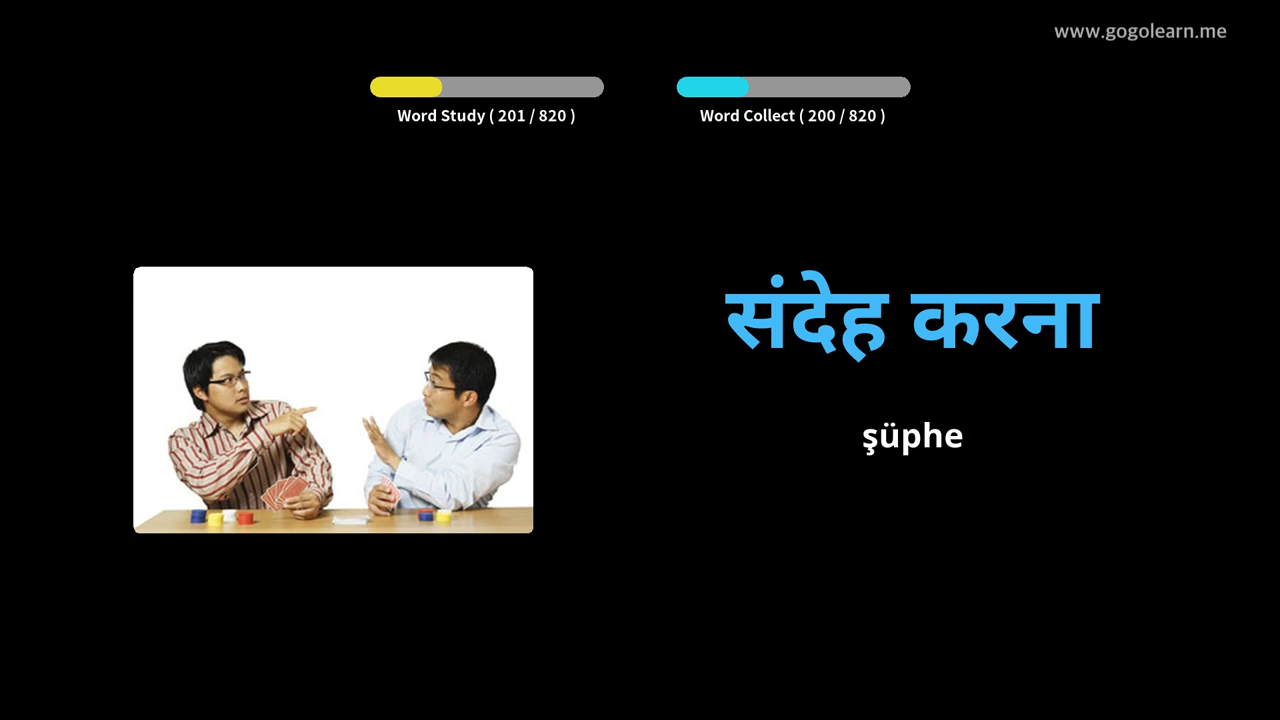 www.gogolearn.me
Word Study ( 201 / 820 )
Word Collect ( 200 / 820 )
संदेह करना
şüphe